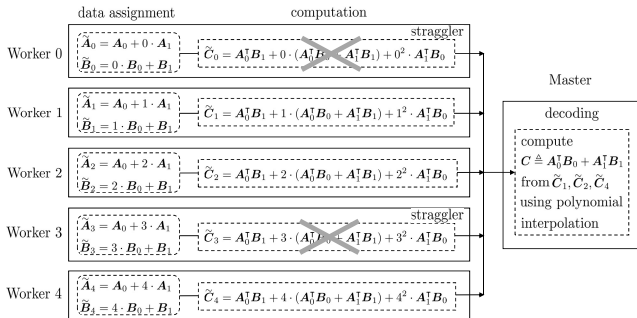 data assignment
computation
Worker 0
Ã₀ = A₀ + 0 · A₁
B̃₀ = 0 · B₀ + B₁
straggler
C̃₀ = A₀ᵀB₁ + 0 · (A₀ᵀB₀ + A₁ᵀB₁) + 0² · A₁ᵀB₀
Worker 1
Ã₁ = A₀ + 1 · A₁
B̃₁ = 1 · B₀ + B₁
C̃₁ = A₀ᵀB₁ + 1 · (A₀ᵀB₀ + A₁ᵀB₁) + 1² · A₁ᵀB₀
Worker 2
Ã₂ = A₀ + 2 · A₁
B̃₂ = 2 · B₀ + B₁
C̃₂ = A₀ᵀB₁ + 2 · (A₀ᵀB₀ + A₁ᵀB₁) + 2² · A₁ᵀB₀
Worker 3
Ã₃ = A₀ + 3 · A₁
B̃₃ = 3 · B₀ + B₁
straggler
C̃₃ = A₀ᵀB₁ + 3 · (A₀ᵀB₀ + A₁ᵀB₁) + 3² · A₁ᵀB₀
Worker 4
Ã₄ = A₀ + 4 · A₁
B̃₄ = 4 · B₀ + B₁
C̃₄ = A₀ᵀB₁ + 4 · (A₀ᵀB₀ + A₁ᵀB₁) + 4² · A₁ᵀB₀
Master
decoding
compute
C ≜ A₀ᵀB₀ + A₁ᵀB₁
from C̃₁, C̃₂, C̃₄
using polynomial
interpolation